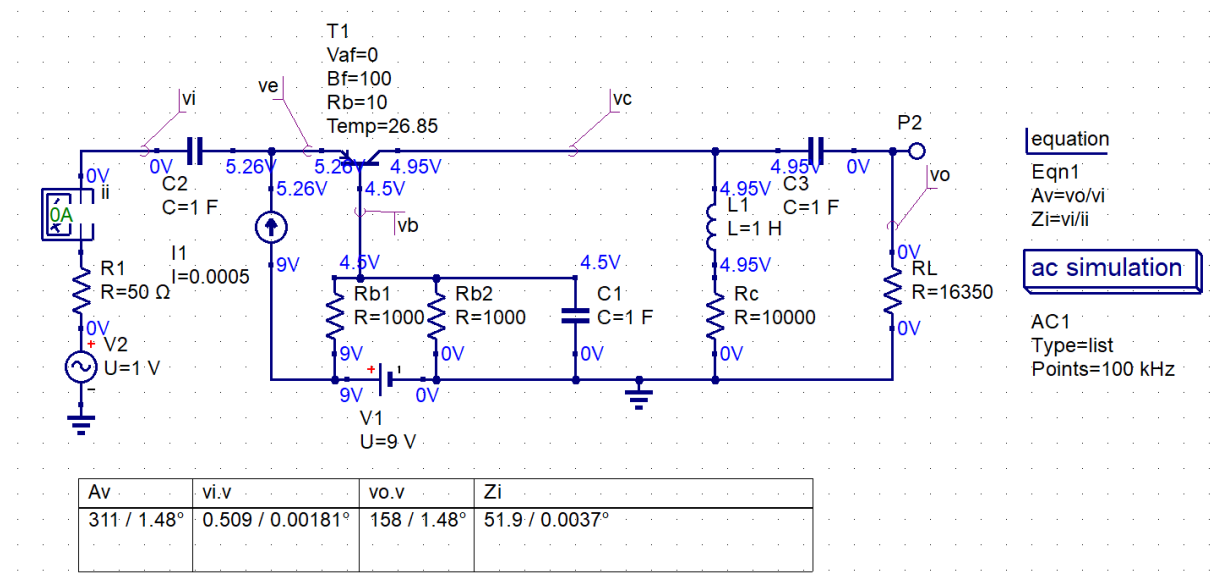 T1
Vaf=0
Bf=100
Rb=10
Temp=26.85
vi
ve
vc
P2
0V
5.26V
5.26V
4.95V
4.95V
0V
C2
C=1 F
5.26V
4.5V
4.95V
C3
C=1 F
vo
equation
Eqn1
Av=vo/vi
Zi=vi/ii
0V
ii
0A
vb
L1
L=1 H
I1
I=0.0005
9V
4.5V
4.5V
4.95V
0V
ac simulation
R1
R=50 Ω
Rb1
R=1000
Rb2
R=1000
C1
C=1 F
Rc
R=10000
RL
R=16350
0V
+
V2
U=1 V
-
9V
0V
0V
0V
0V
AC1
Type=list
Points=100 kHz
+
9V
0V
V1
U=9 V
Av vi.v vo.v Zi
311 / 1.48° 0.509 / 0.00181° 158 / 1.48° 51.9 / 0.0037°